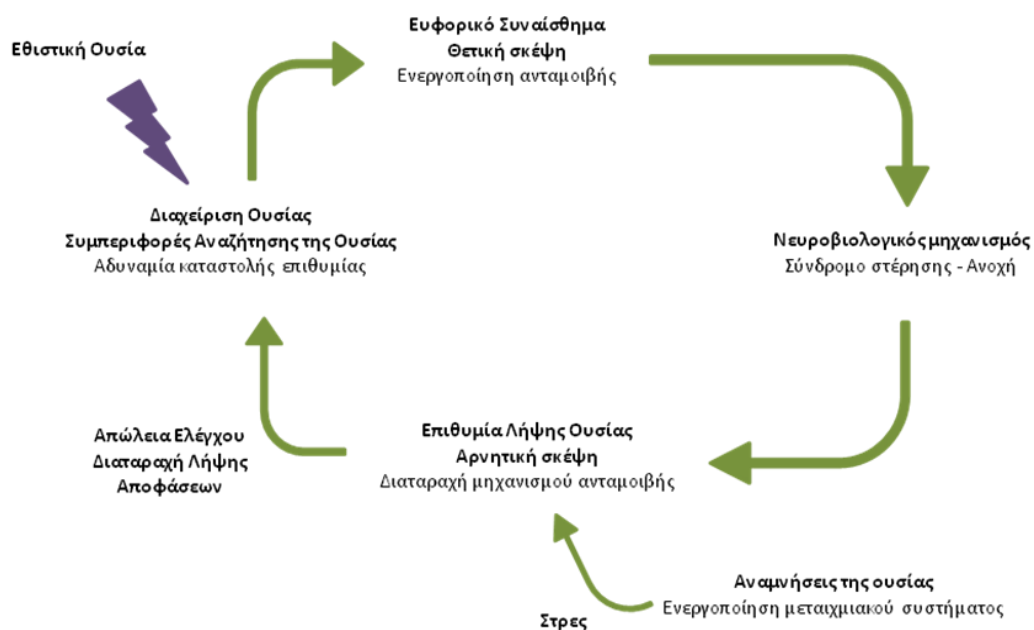 Εθιστική Ουσία
Ευφορικό Συναίσθημα
Θετική σκέψη
Ενεργοποίηση ανταμοιβής
Διαχείριση Ουσίας
Συμπεριφορές Αναζήτησης της Ουσίας
Αδυναμία καταστολής επιθυμίας
Νευροβιολογικός μηχανισμός
Σύνδρομο στέρησης - Ανοχή
Απώλεια Ελέγχου
Διαταραχή Λήψης
Αποφάσεων
Επιθυμία Λήψης Ουσίας
Αρνητική σκέψη
Διαταραχή μηχανισμού ανταμοιβής
Αναμνήσεις της ουσίας
Ενεργοποίηση μεταιχμιακού συστήματος
Στρες